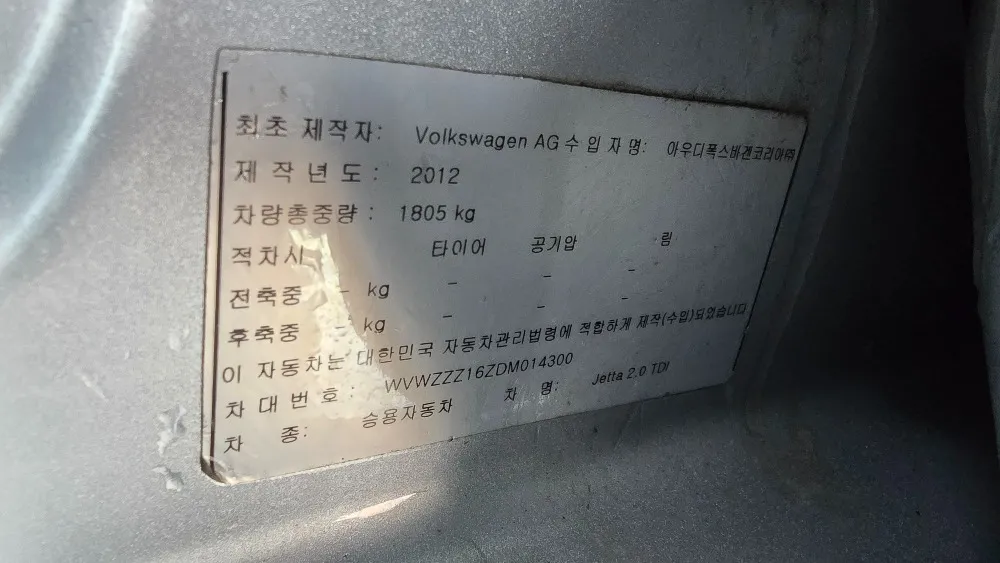 최초 제작자: Volkswagen AG 수 입 자 명: 아우디폭스바겐코리아㈜
제 작 년 도 : 2012
차량총중량 : 1805 kg
적차시 타이어 공기압 림
전축중 - kg - - -
후축중 - kg - - -
이 자동차는 대한민국 자동차관리법령에 적합하게 제작(수입)되었습니다
차 대 번 호 : WVWZZZ16ZDM014300
차 종: 승용자동차 차 명: Jetta 2.0 TDI